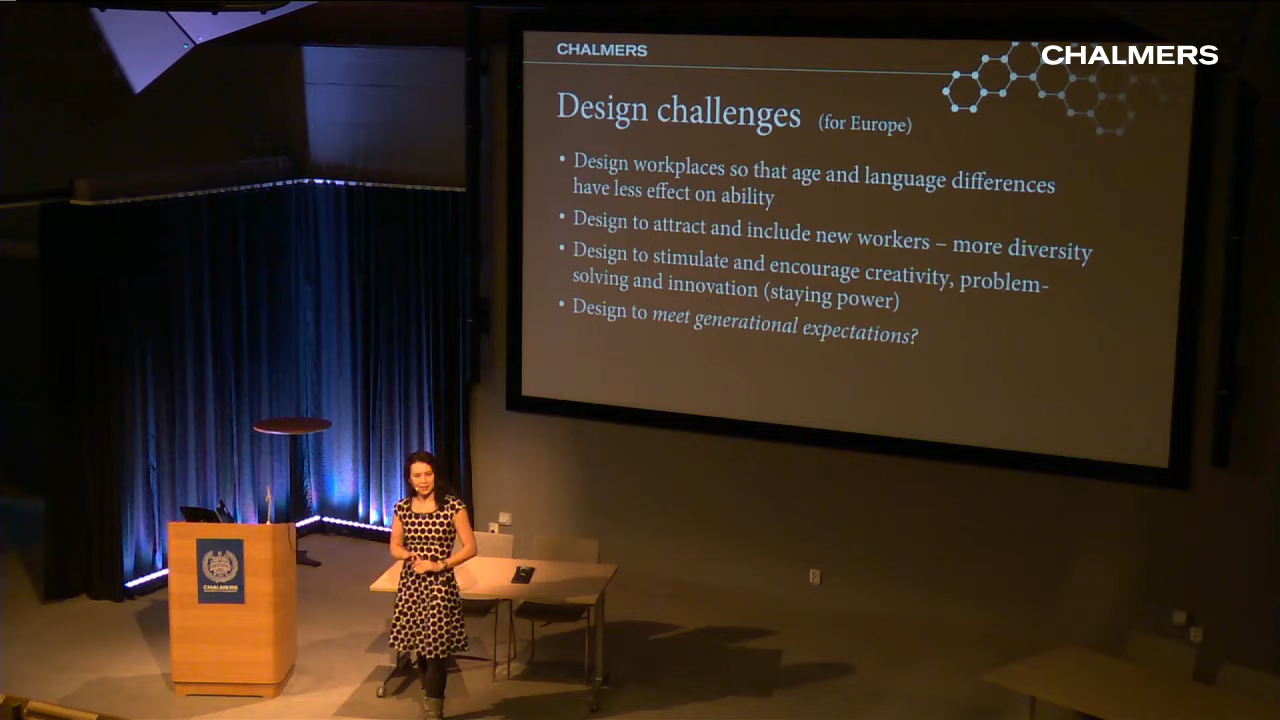 CHALMERS
CHALMERS
Design challenges (for Europe)
• Design workplaces so that age and language differences
have less effect on ability
• Design to attract and include new workers – more diversity
• Design to stimulate and encourage creativity, problem-
solving and innovation (staying power)
• Design to meet generational expectations?
CHALMERS